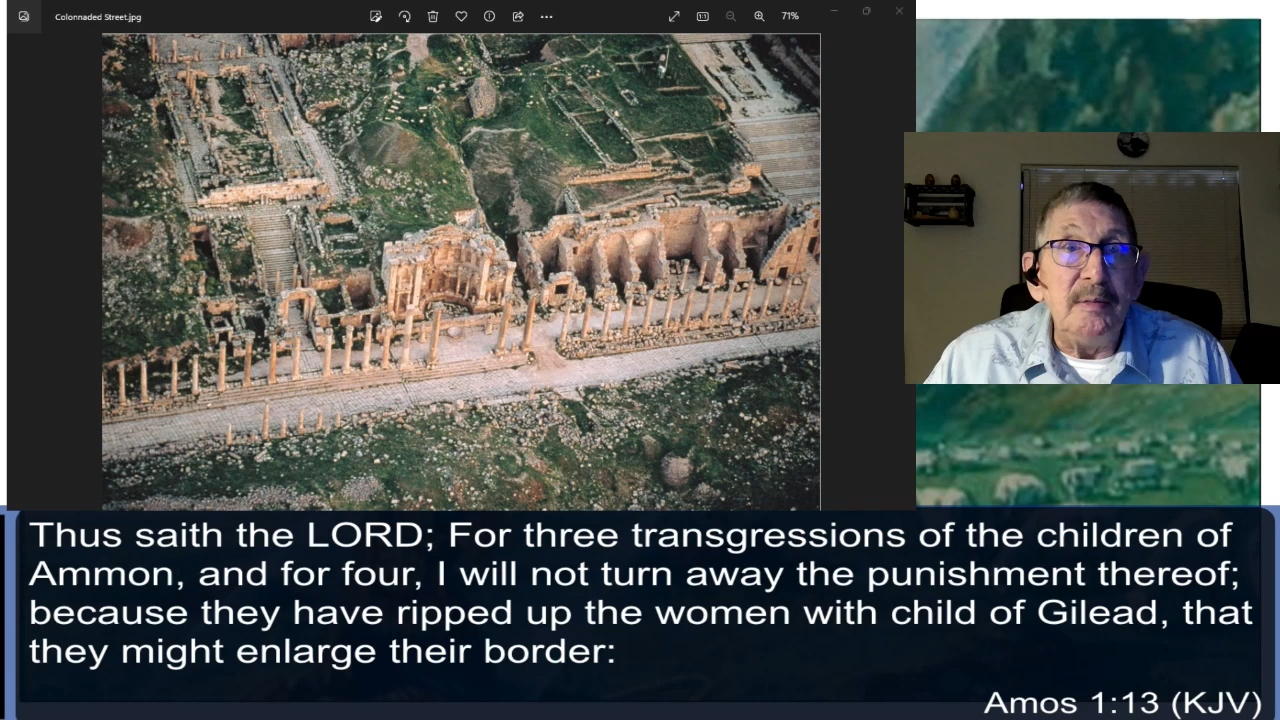 Colonnaded Street.jpg
71%
Thus saith the LORD; For three transgressions of the children of
Ammon, and for four, I will not turn away the punishment thereof;
because they have ripped up the women with child of Gilead, that
they might enlarge their border:
Amos 1:13 (KJV)